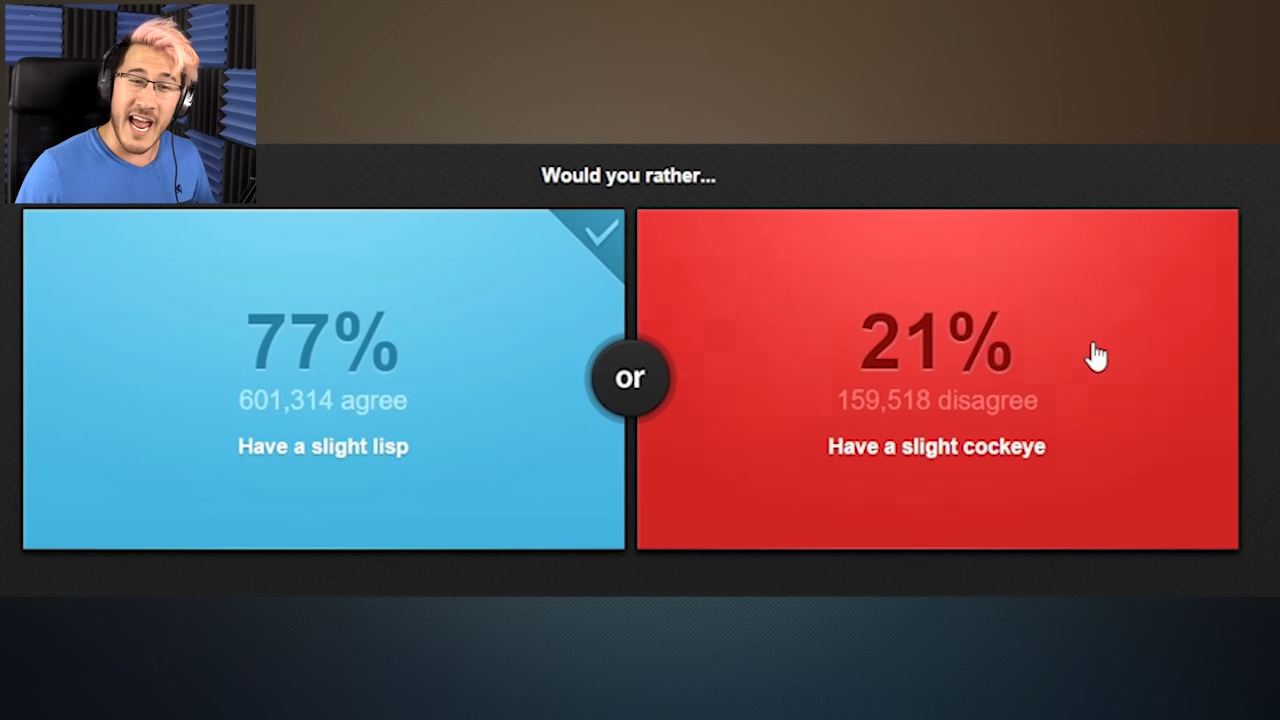 Would you rather...
77%
601,314 agree
Have a slight lisp
or
21%
159,518 disagree
Have a slight cockeye